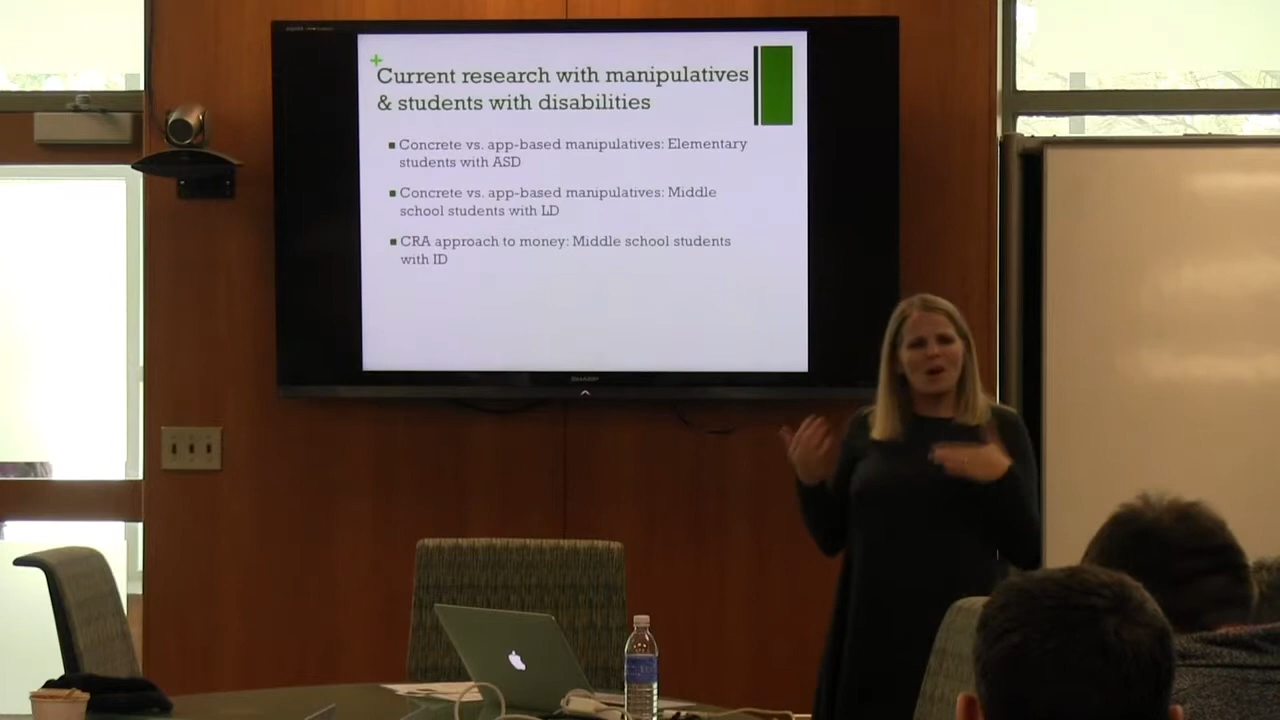 +
Current research with manipulatives
& students with disabilities
Concrete vs. app-based manipulatives: Elementary
students with ASD
Concrete vs. app-based manipulatives: Middle
school students with LD
CRA approach to money: Middle school students
with ID
SHARP